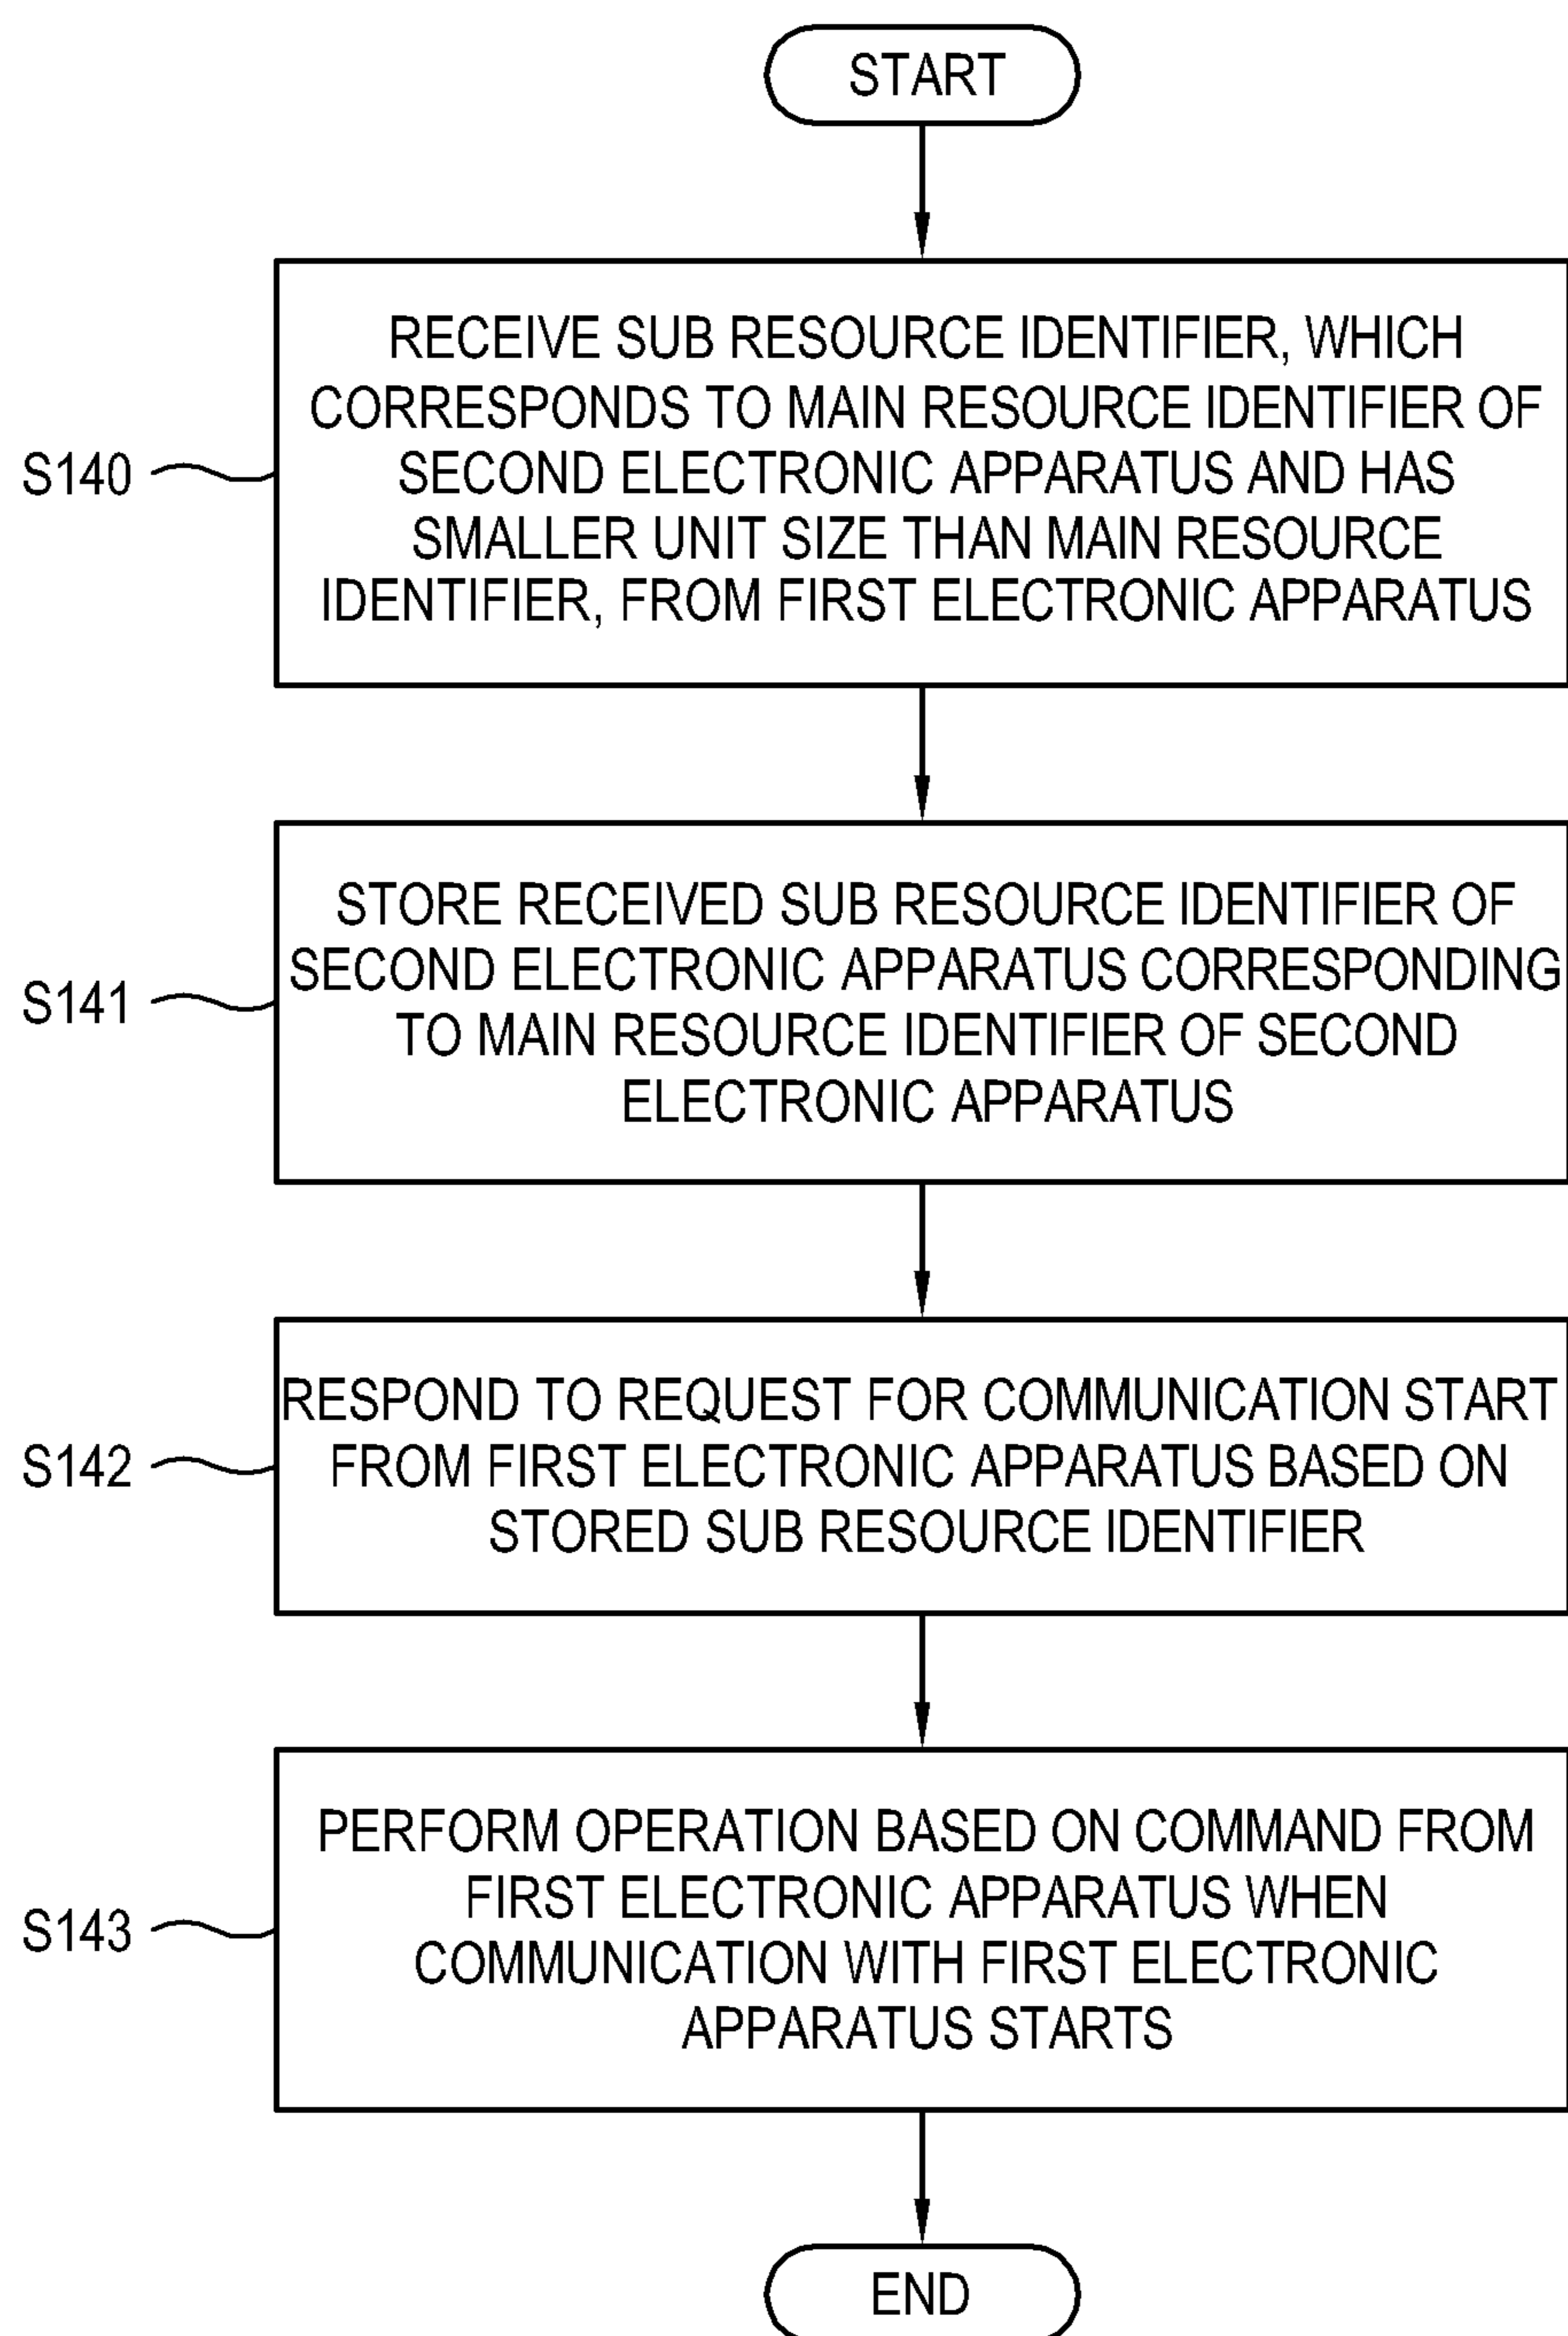 START
S140
RECEIVE SUB RESOURCE IDENTIFIER, WHICH
CORRESPONDS TO MAIN RESOURCE IDENTIFIER OF
SECOND ELECTRONIC APPARATUS AND HAS
SMALLER UNIT SIZE THAN MAIN RESOURCE
IDENTIFIER, FROM FIRST ELECTRONIC APPARATUS
S141
STORE RECEIVED SUB RESOURCE IDENTIFIER OF
SECOND ELECTRONIC APPARATUS CORRESPONDING
TO MAIN RESOURCE IDENTIFIER OF SECOND
ELECTRONIC APPARATUS
S142
RESPOND TO REQUEST FOR COMMUNICATION START
FROM FIRST ELECTRONIC APPARATUS BASED ON
STORED SUB RESOURCE IDENTIFIER
S143
PERFORM OPERATION BASED ON COMMAND FROM
FIRST ELECTRONIC APPARATUS WHEN
COMMUNICATION WITH FIRST ELECTRONIC
APPARATUS STARTS
END